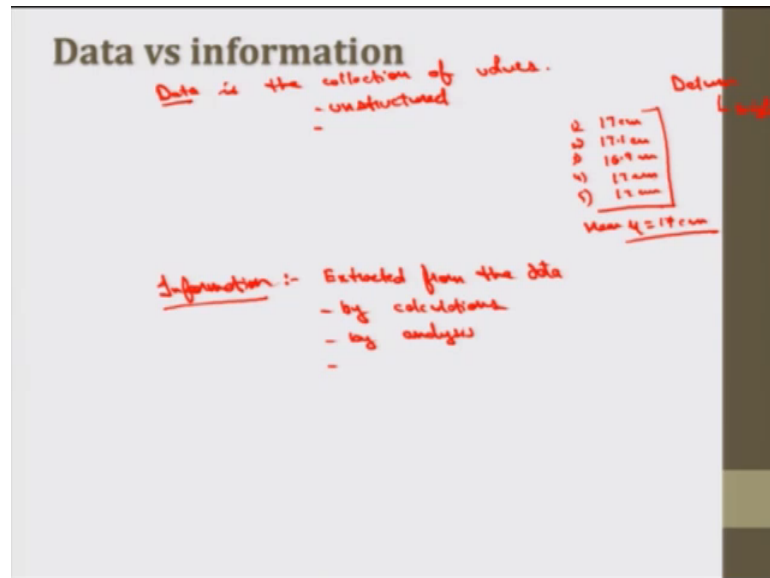 Data vs information
Data is the collection of values.
- unstructured
-
1) 17 cm
2) 17.1 cm
3) 16.9 cm
4) 17 cm
5) 17 cm
Mean = 17 cm
Information :- Extracted from the data
- by calculations
- by analysis
-